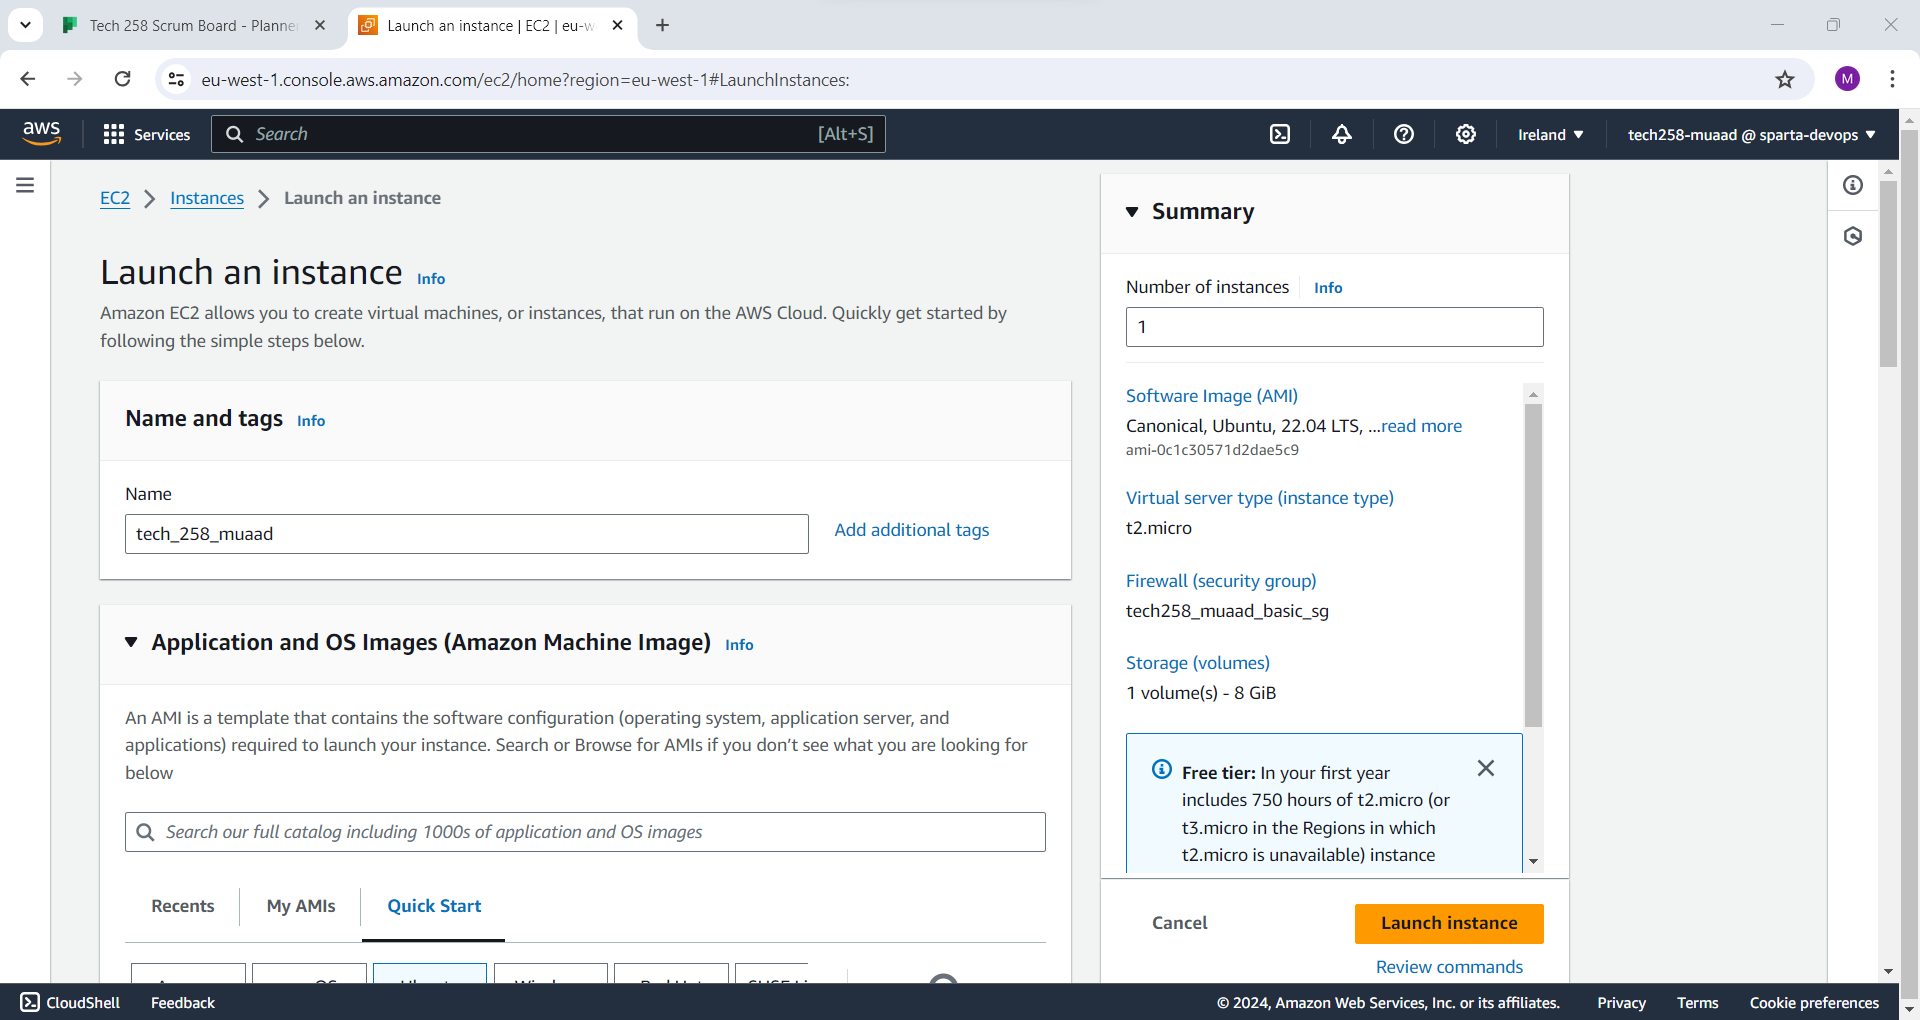 Tech 258 Scrum Board - Planne
Launch an instance | EC2 | eu-w
eu-west-1.console.aws.amazon.com/ec2/home?region=eu-west-1#LaunchInstances:
M
aws
Services
Search
[Alt+S]
Ireland
tech258-muaad @ sparta-devops
EC2
Instances
Launch an instance
Launch an instance Info
Amazon EC2 allows you to create virtual machines, or instances, that run on the AWS Cloud. Quickly get started by
following the simple steps below.
Name and tags Info
Name
tech_258_muaad
Add additional tags
Application and OS Images (Amazon Machine Image) Info
An AMI is a template that contains the software configuration (operating system, application server, and
applications) required to launch your instance. Search or Browse for AMIs if you don’t see what you are looking for
below
Search our full catalog including 1000s of application and OS images
Recents
My AMIs
Quick Start
Summary
Number of instances Info
1
Software Image (AMI)
Canonical, Ubuntu, 22.04 LTS, ...read more
ami-0c1c30571d2dae5c9
Virtual server type (instance type)
t2.micro
Firewall (security group)
tech258_muaad_basic_sg
Storage (volumes)
1 volume(s) - 8 GiB
Free tier: In your first year
includes 750 hours of t2.micro (or
t3.micro in the Regions in which
t2.micro is unavailable) instance
Cancel
Launch instance
Review commands
CloudShell
Feedback
© 2024, Amazon Web Services, Inc. or its affiliates.
Privacy
Terms
Cookie preferences